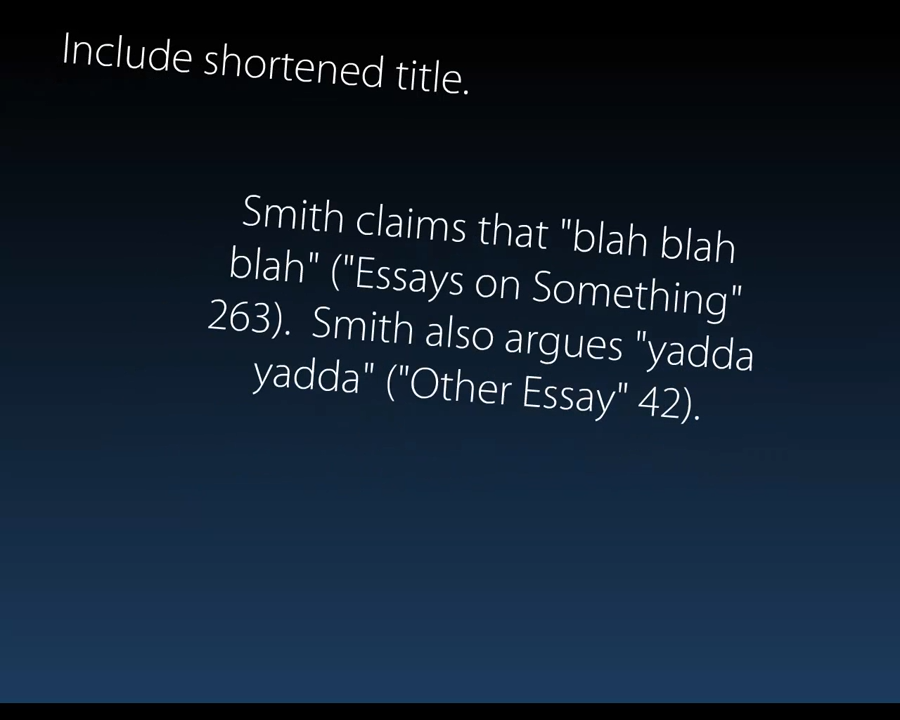 Include shortened title.
Smith claims that "blah blah
blah" ("Essays on Something"
263).  Smith also argues "yadda
yadda" ("Other Essay" 42).